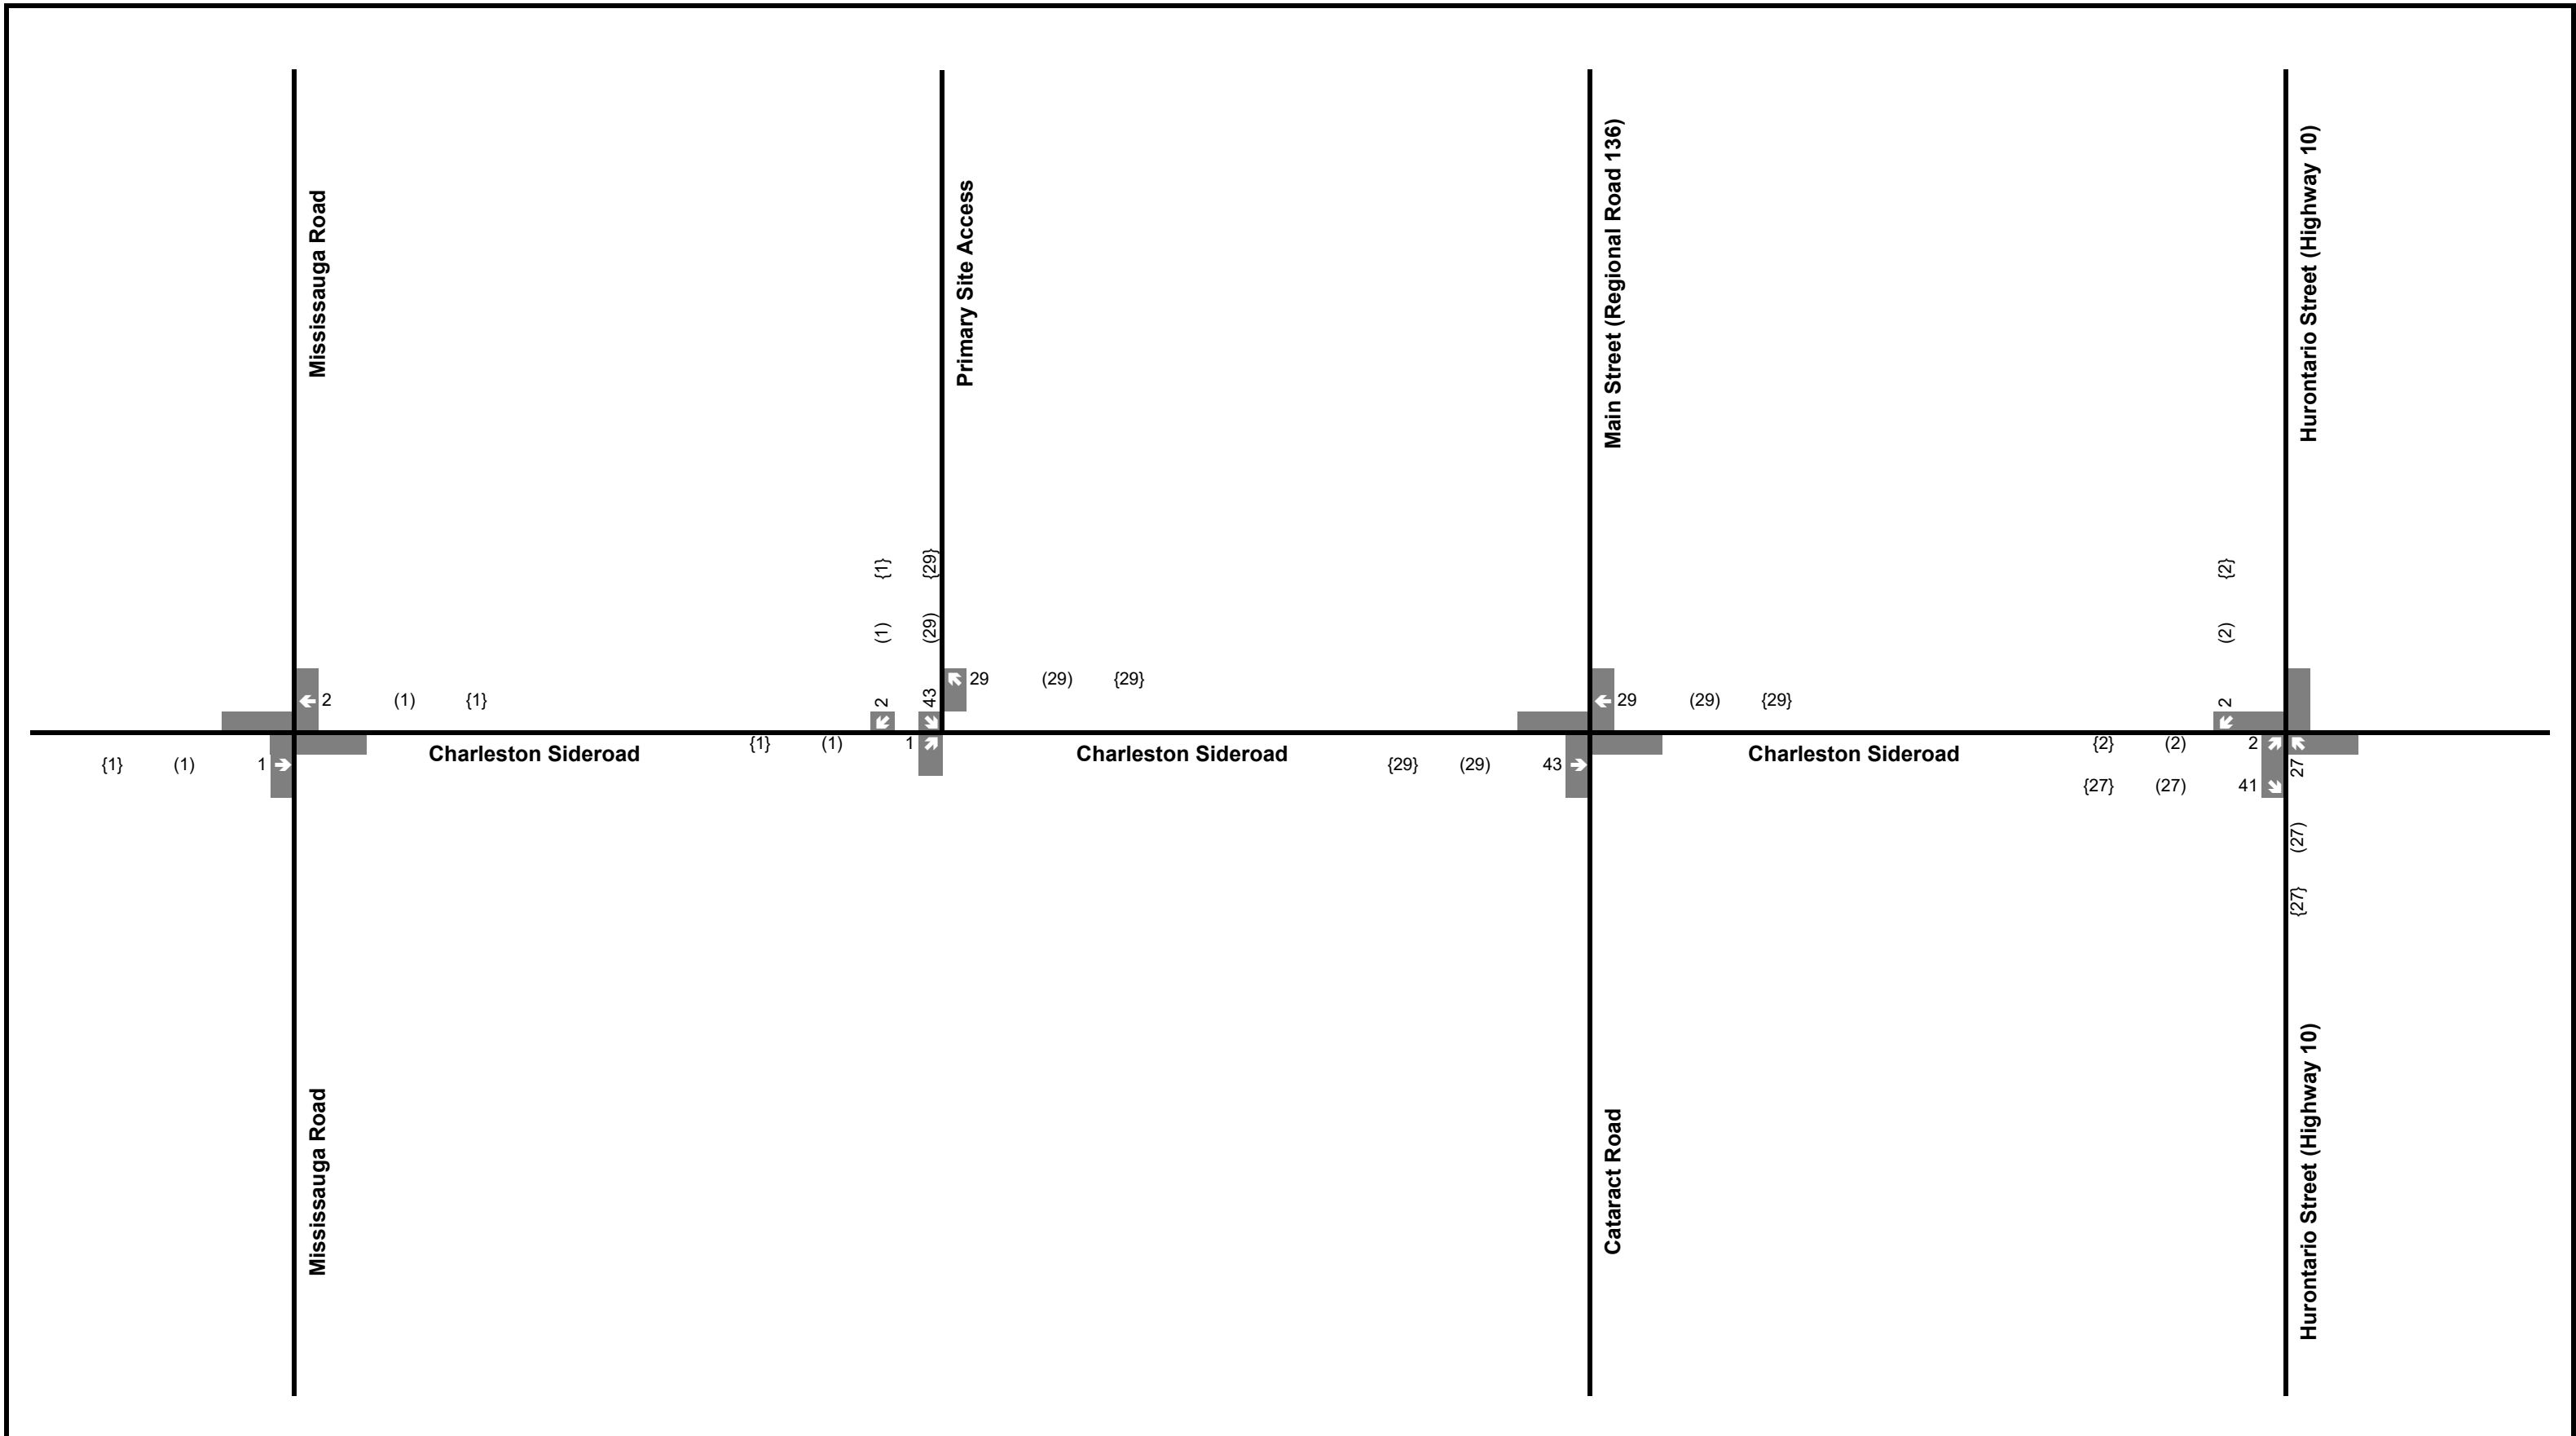 Mississauga Road
Primary Site Access
Main Street (Regional Road 136)
Hurontario Street (Highway 10)
{1}
{29}
{2}
(1)
(29)
(2)
29 (29) {29}
2 (1) {1}
2
43
29 (29) {29}
2
{1} (1) 1
{2} (2) 2
Charleston Sideroad
Charleston Sideroad
Charleston Sideroad
{1} (1) 1
{29} (29) 43
27
{27} (27) 41
(27)
{27}
Mississauga Road
Cataract Road
Hurontario Street (Highway 10)